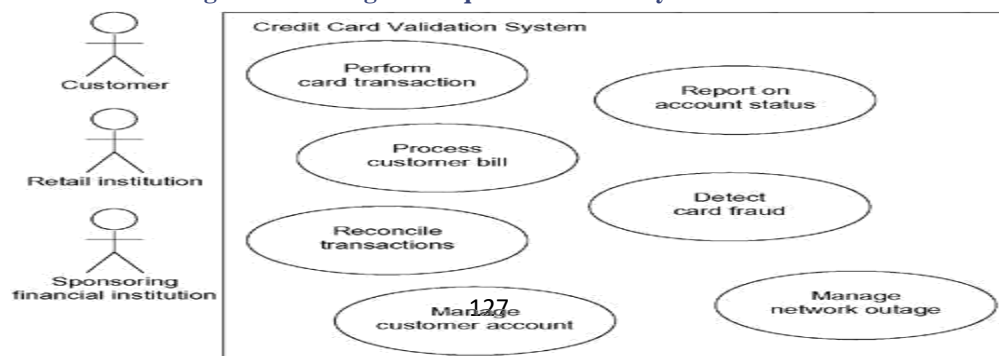 Credit Card Validation System
Customer
Perform
card transaction
Report on
account status
Retail institution
Process
customer bill
Detect
card fraud
Sponsoring
financial institution
Reconcile
transactions
Manage
customer account
127
Manage
network outage